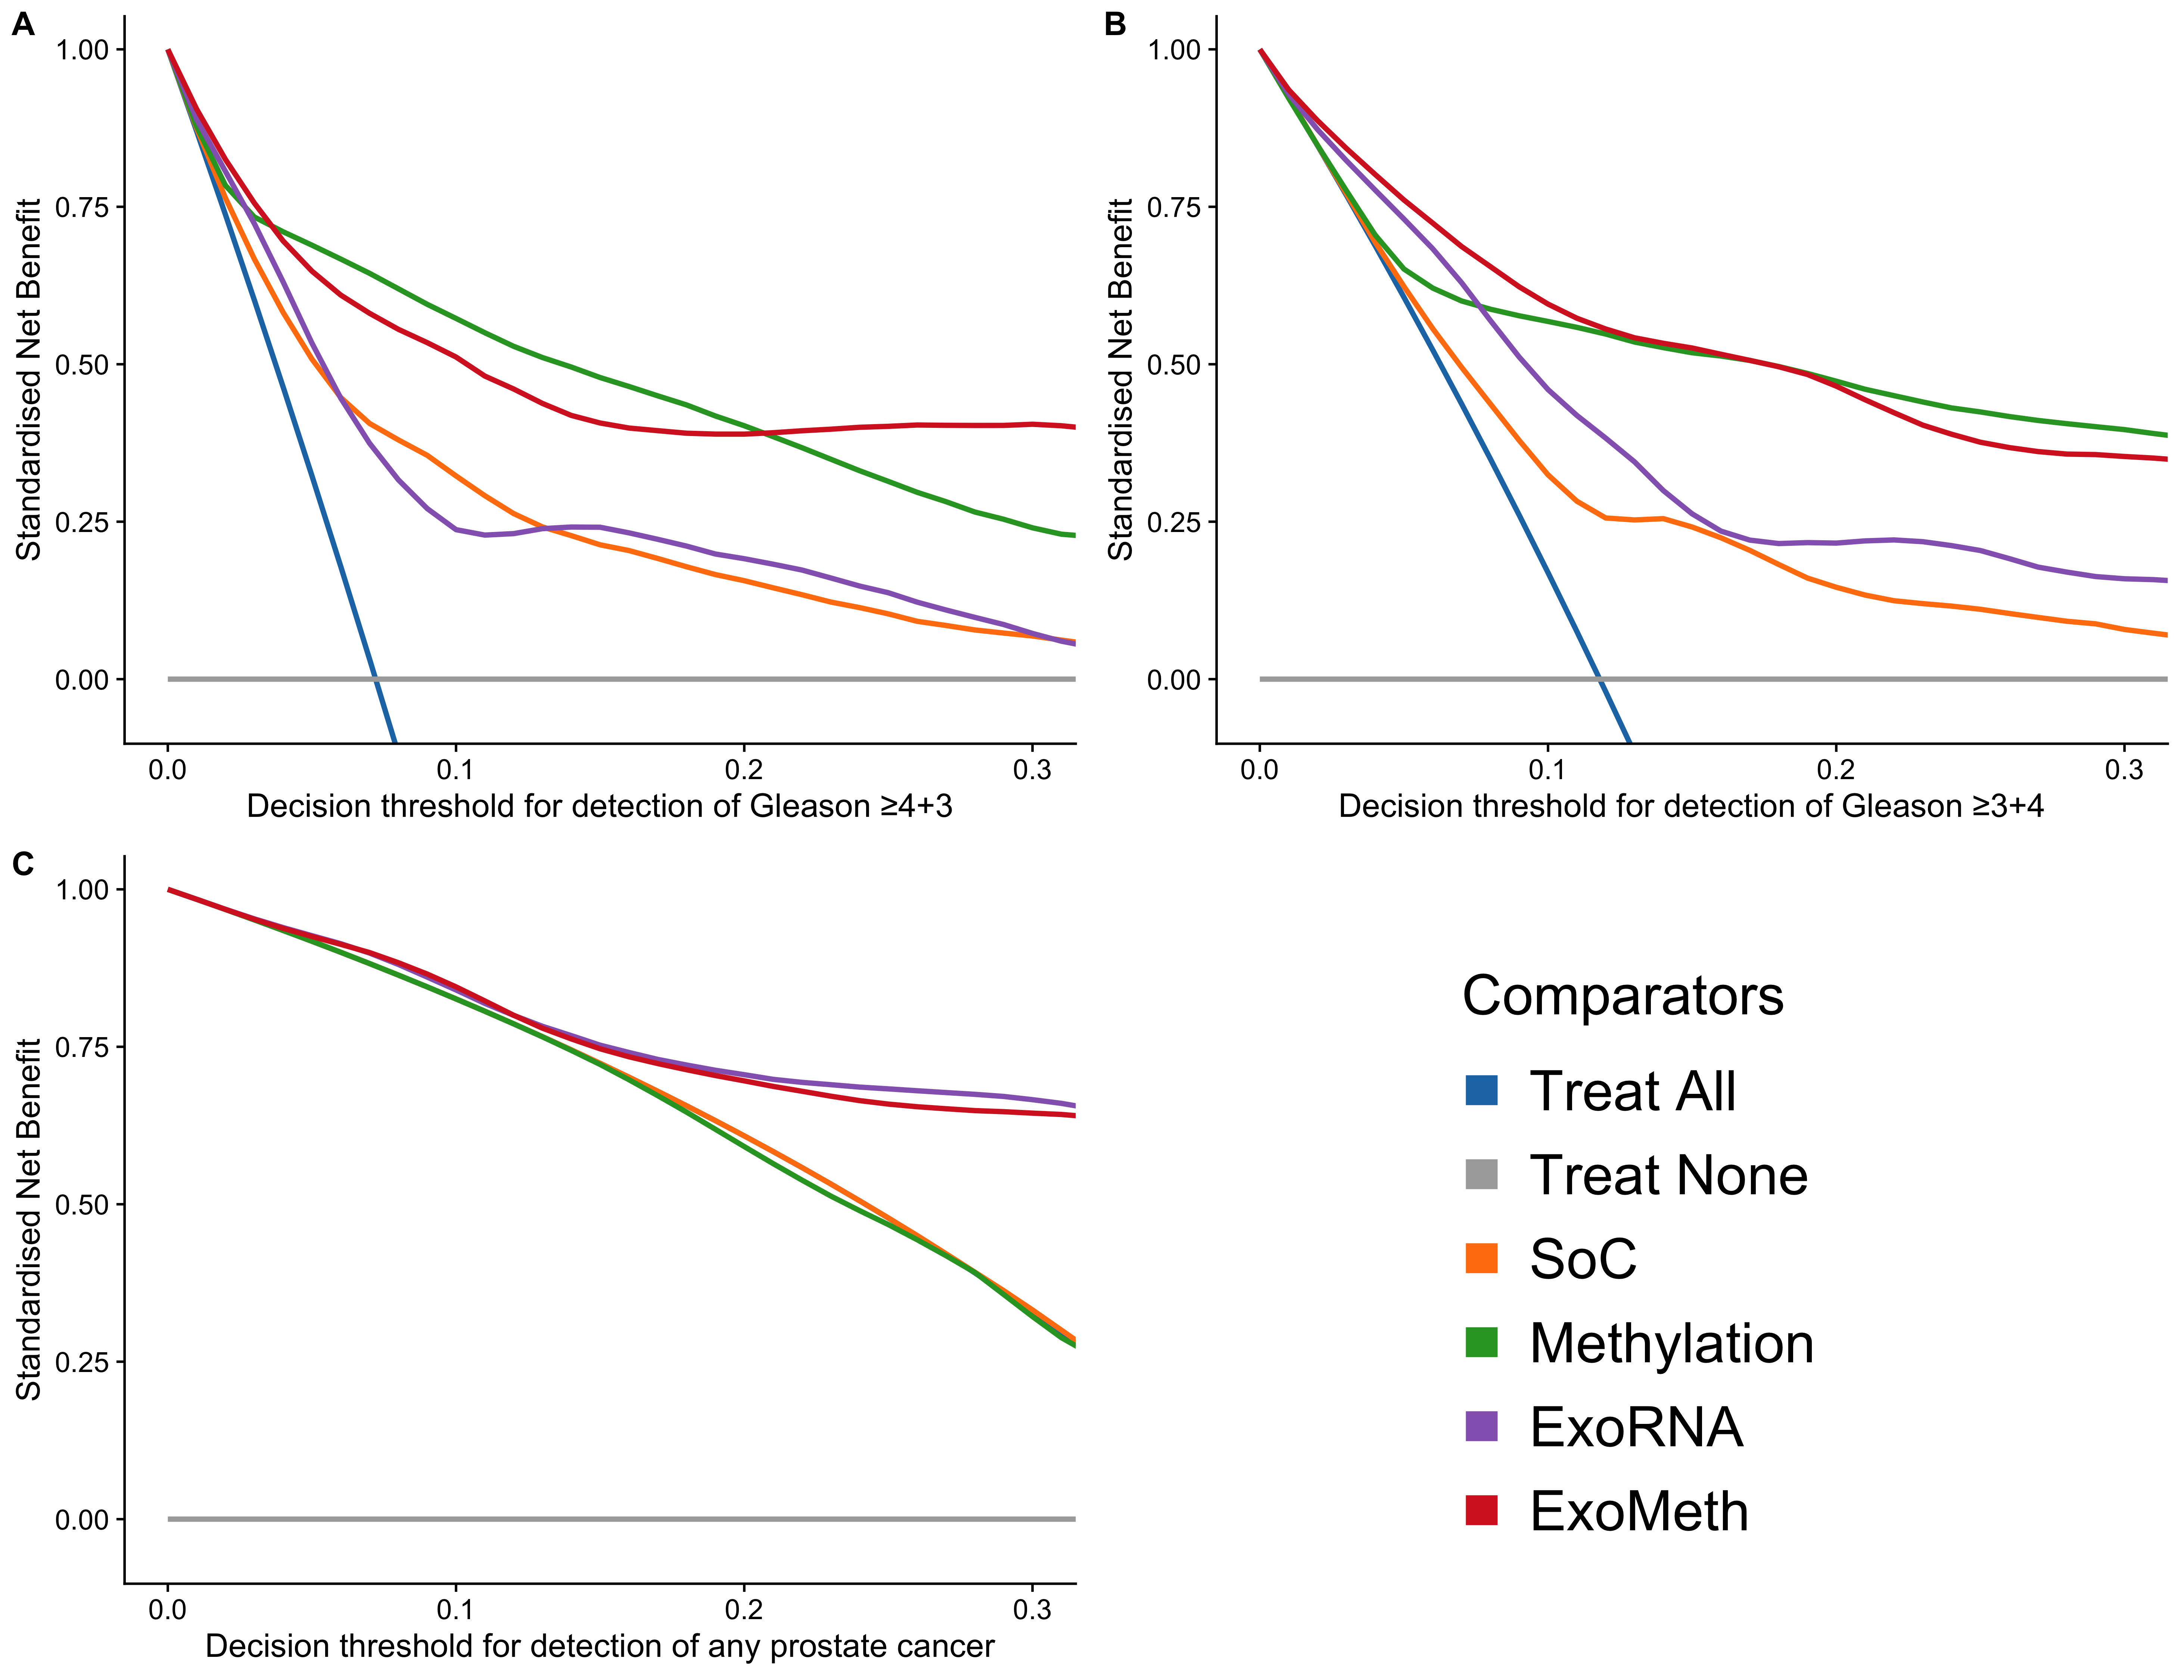 A
Standardised Net Benefit
1.00
0.75
0.50
0.25
0.00
0.0 0.1 0.2 0.3
Decision threshold for detection of Gleason ≥4+3
B
Standardised Net Benefit
1.00
0.75
0.50
0.25
0.00
0.0 0.1 0.2 0.3
Decision threshold for detection of Gleason ≥3+4
C
Standardised Net Benefit
1.00
0.75
0.50
0.25
0.00
0.0 0.1 0.2 0.3
Decision threshold for detection of any prostate cancer
Comparators
Treat All
Treat None
SoC
Methylation
ExoRNA
ExoMeth